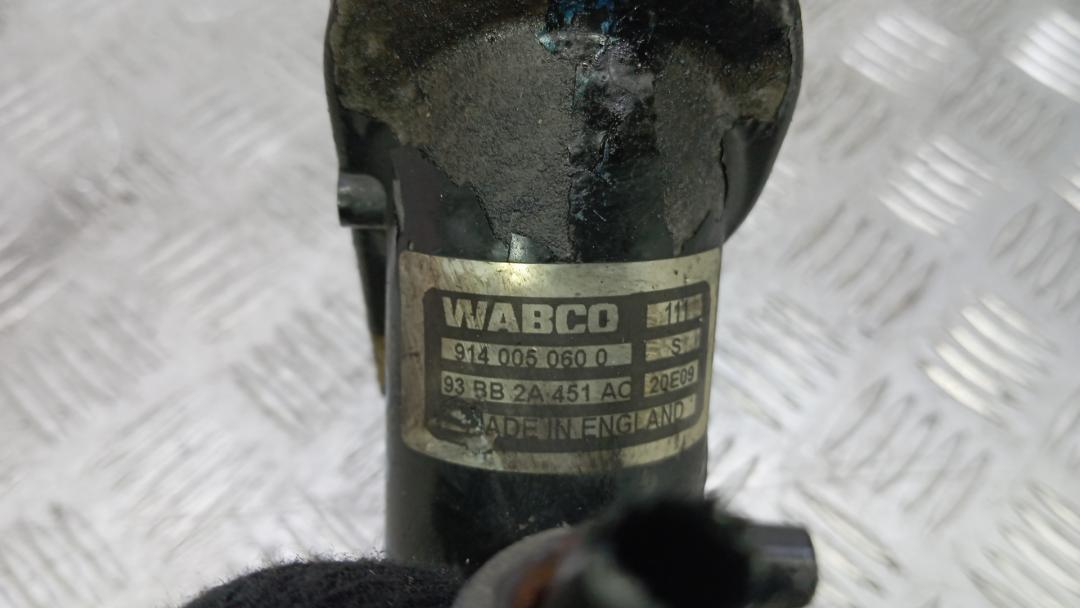 WABCO 111
914 005 060 0 S
93 BB 2A 451 AC 20E09
MADE IN ENGLAND